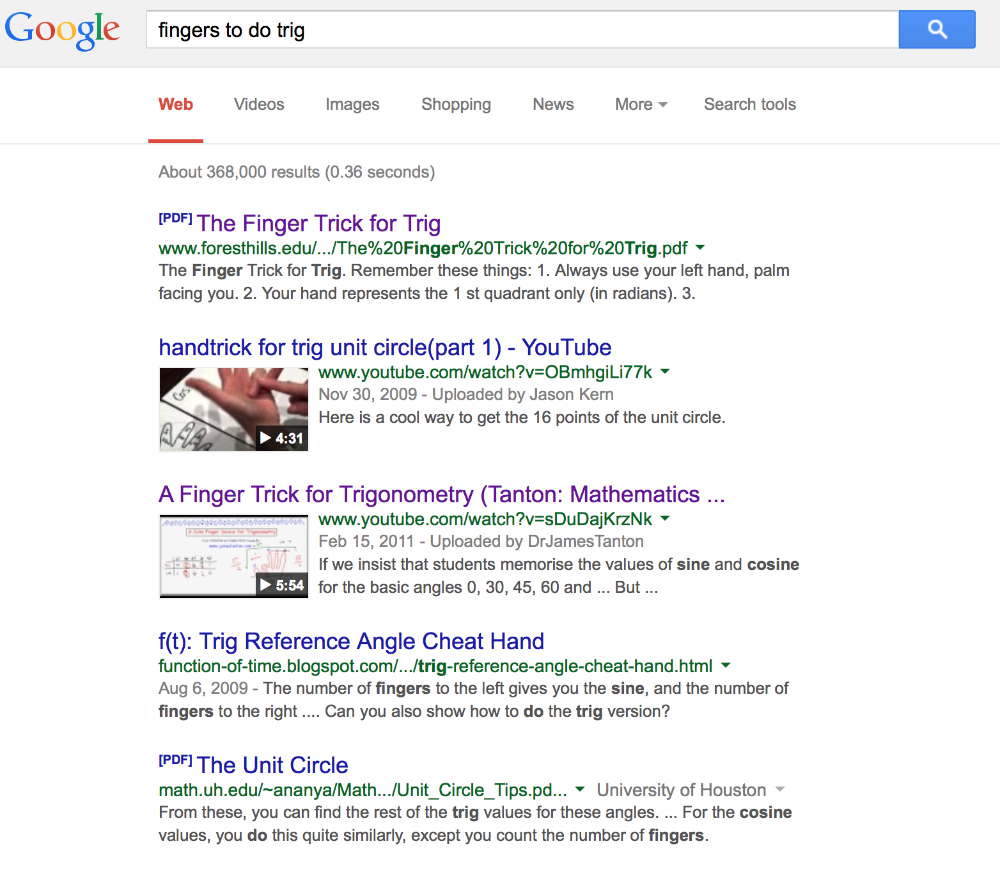 Google
fingers to do trig
Web Videos Images Shopping News More Search tools
About 368,000 results (0.36 seconds)
[PDF] The Finger Trick for Trig
www.foresthills.edu/.../The%20Finger%20Trick%20for%20Trig.pdf
The Finger Trick for Trig. Remember these things: 1. Always use your left hand, palm
facing you. 2. Your hand represents the 1 st quadrant only (in radians). 3.
handtrick for trig unit circle(part 1) - YouTube
www.youtube.com/watch?v=OBmhgiLi77k
Nov 30, 2009 - Uploaded by Jason Kern
Here is a cool way to get the 16 points of the unit circle.
Cos
4:31
A Finger Trick for Trigonometry (Tanton: Mathematics ...
www.youtube.com/watch?v=sDuDajKrzNk
Feb 15, 2011 - Uploaded by DrJamesTanton
If we insist that students memorise the values of sine and cosine
for the basic angles 0, 30, 45, 60 and ... But ...
A Cute Finger Device for Trigonometry
www.jamestanton.com
5:54
f(t): Trig Reference Angle Cheat Hand
function-of-time.blogspot.com/.../trig-reference-angle-cheat-hand.html
Aug 6, 2009 - The number of fingers to the left gives you the sine, and the number of
fingers to the right .... Can you also show how to do the trig version?
[PDF] The Unit Circle
math.uh.edu/~ananya/Math.../Unit_Circle_Tips.pd... University of Houston
From these, you can find the rest of the trig values for these angles. ... For the cosine
values, you do this quite similarly, except you count the number of fingers.